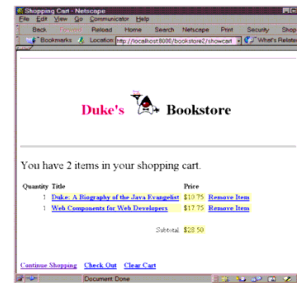 Shopping Cart - Netscape
File Edit View Go Communicator Help
Back Reload Home Search Netscape Print Security Shop
Bookmarks Location: http://localhost:8080/bookstore2/showcart What's Related
Duke's Bookstore
You have 2 items in your shopping cart.
Quantity Title Price
1 Duke: A Biography of the Java Evangelist $10.75 Remove Item
1 Web Components for Web Developers $17.75 Remove Item
Subtotal $28.50
Continue Shopping Check Out Clear Cart
Document Done